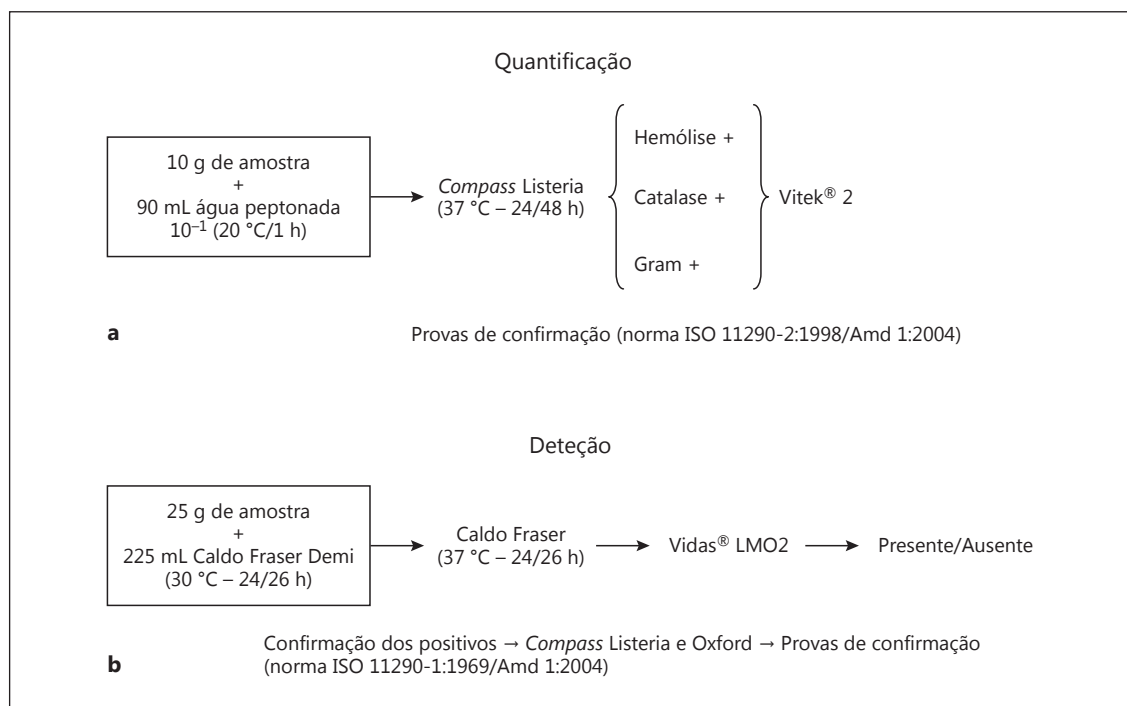 Quantificação
10 g de amostra
+
90 mL água peptonada
10⁻¹ (20 °C/1 h)
Compass Listeria
(37 °C – 24/48 h)
Hemólise +
Catalase +
Gram +
Vitek® 2
a
Provas de confirmação (norma ISO 11290-2:1998/Amd 1:2004)
Deteção
25 g de amostra
+
225 mL Caldo Fraser Demi
(30 °C – 24/26 h)
Caldo Fraser
(37 °C – 24/26 h)
Vidas® LMO2
Presente/Ausente
Confirmação dos positivos → Compass Listeria e Oxford → Provas de confirmação
b
(norma ISO 11290-1:1969/Amd 1:2004)